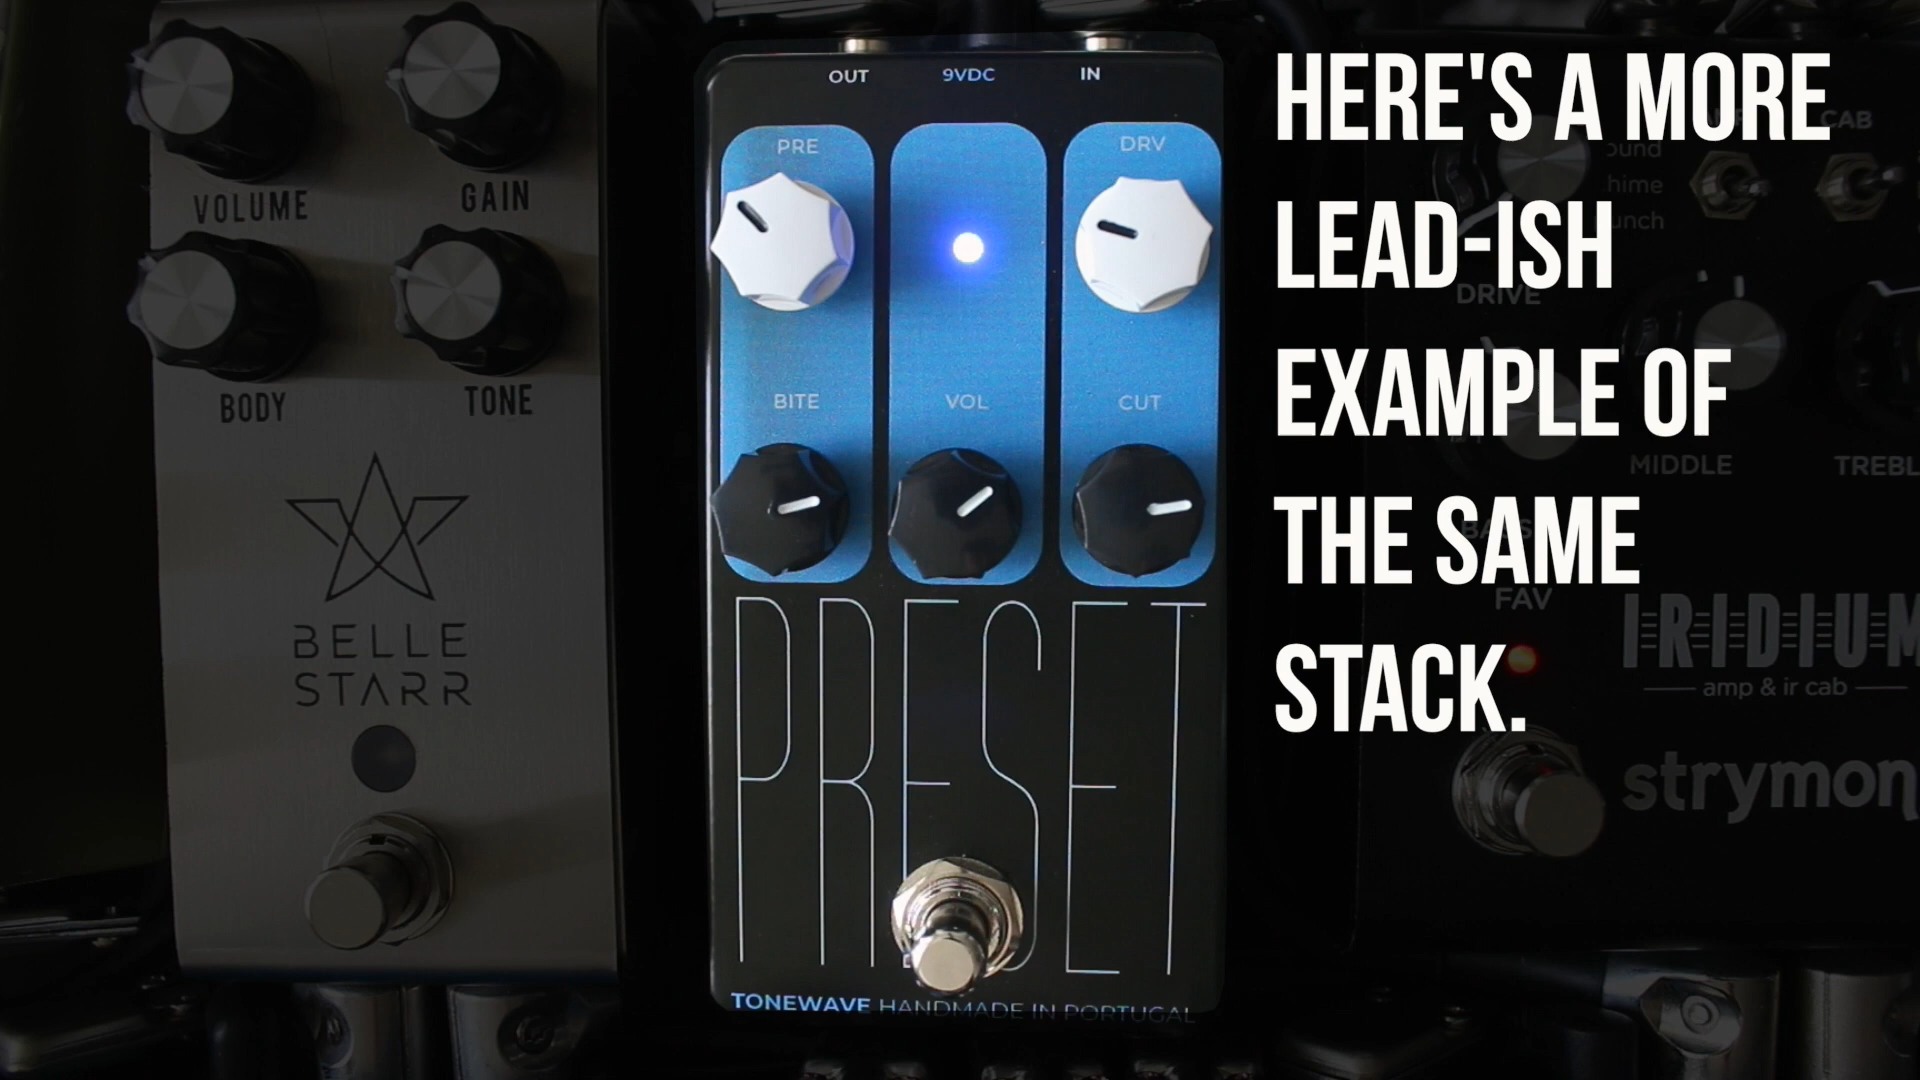 OUT 9VDC IN
PRE DRV
BITE VOL CUT
PRESET
TONEWAVE HANDMADE IN PORTUGAL
VOLUME GAIN
BODY TONE
BELLE
STARR
HERE'S A MORE
LEAD-ISH
EXAMPLE OF
THE SAME
STACK.
CAB
DRIVE
MIDDLE
BASS
FAV
IRIDIUM
amp & ir cab
strymon